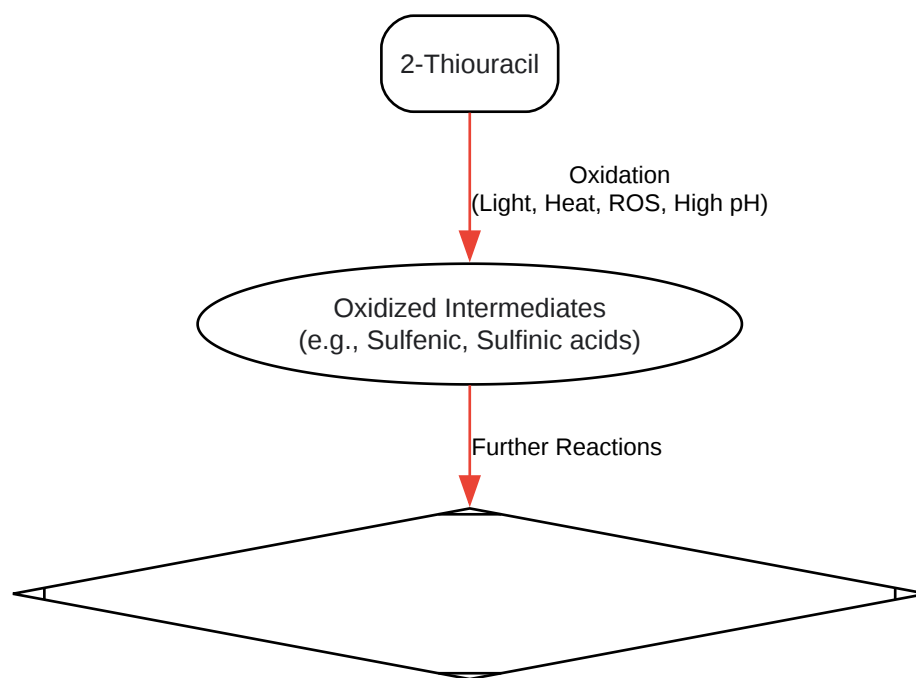 2-Thiouracil
Oxidation
(Light, Heat, ROS, High pH)
Oxidized Intermediates
(e.g., Sulfenic, Sulfinic acids)
Further Reactions